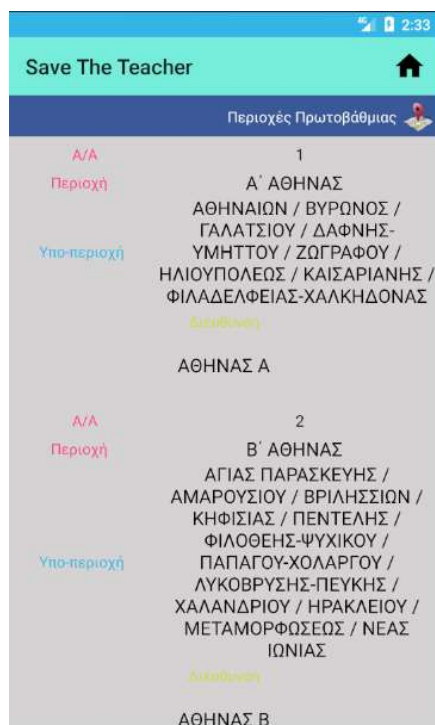 4G 2:33
Save The Teacher
Περιοχές Πρωτοβάθμιας
Α/Α 1
Περιοχή Α΄ ΑΘΗΝΑΣ
Υπο-περιοχή ΑΘΗΝΑΙΩΝ / ΒΥΡΩΝΟΣ /
ΓΑΛΑΤΣΙΟΥ / ΔΑΦΝΗΣ-
ΥΜΗΤΤΟΥ / ΖΩΓΡΑΦΟΥ /
ΗΛΙΟΥΠΟΛΕΩΣ / ΚΑΙΣΑΡΙΑΝΗΣ /
ΦΙΛΑΔΕΛΦΕΙΑΣ-ΧΑΛΚΗΔΟΝΑΣ
Διεύθυνση
ΑΘΗΝΑΣ Α
Α/Α 2
Περιοχή Β΄ ΑΘΗΝΑΣ
Υπο-περιοχή ΑΓΙΑΣ ΠΑΡΑΣΚΕΥΗΣ /
ΑΜΑΡΟΥΣΙΟΥ / ΒΡΙΛΗΣΣΙΩΝ /
ΚΗΦΙΣΙΑΣ / ΠΕΝΤΕΛΗΣ /
ΦΙΛΟΘΕΗΣ-ΨΥΧΙΚΟΥ /
ΠΑΠΑΓΟΥ-ΧΟΛΑΡΓΟΥ /
ΛΥΚΟΒΡΥΣΗΣ-ΠΕΥΚΗΣ /
ΧΑΛΑΝΔΡΙΟΥ / ΗΡΑΚΛΕΙΟΥ /
ΜΕΤΑΜΟΡΦΩΣΕΩΣ / ΝΕΑΣ
ΙΩΝΙΑΣ
Διεύθυνση
ΑΘΗΝΑΣ Β